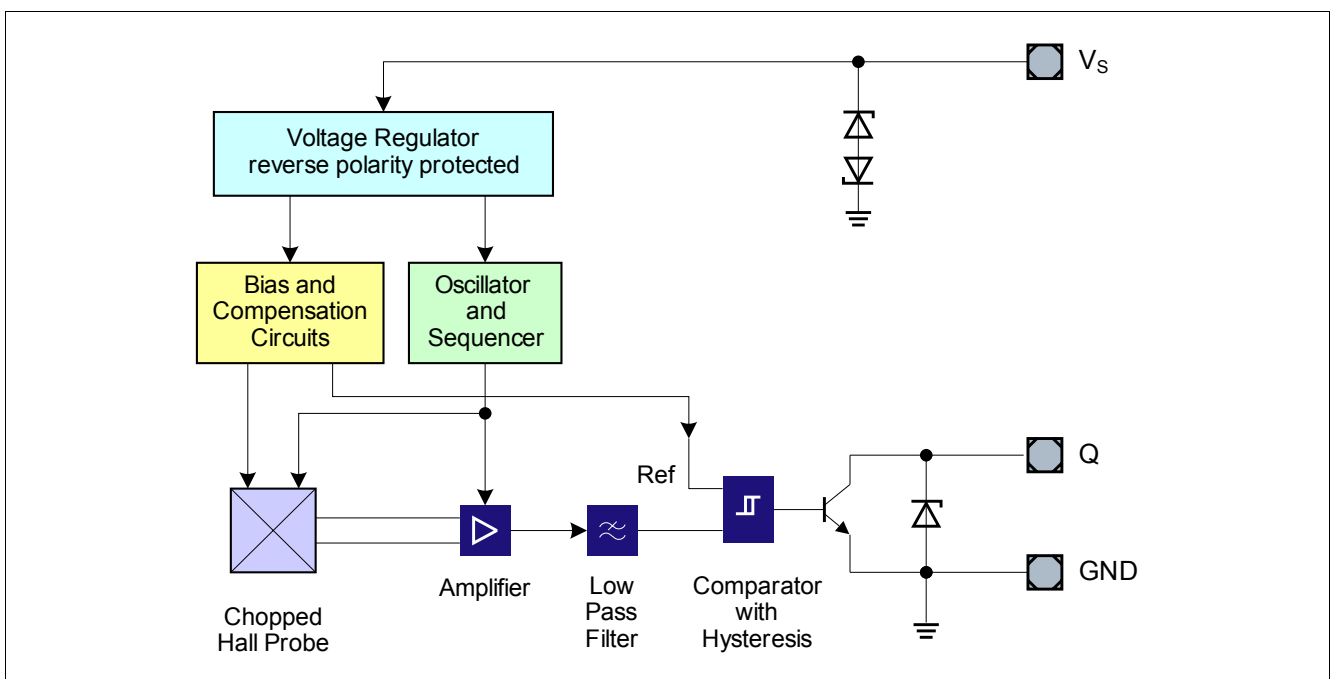 V_S
Voltage Regulator
reverse polarity protected
Bias and
Compensation
Circuits
Oscillator
and
Sequencer
Ref
Q
GND
Amplifier
Low
Pass
Filter
Comparator
with
Hysteresis
Chopped
Hall Probe